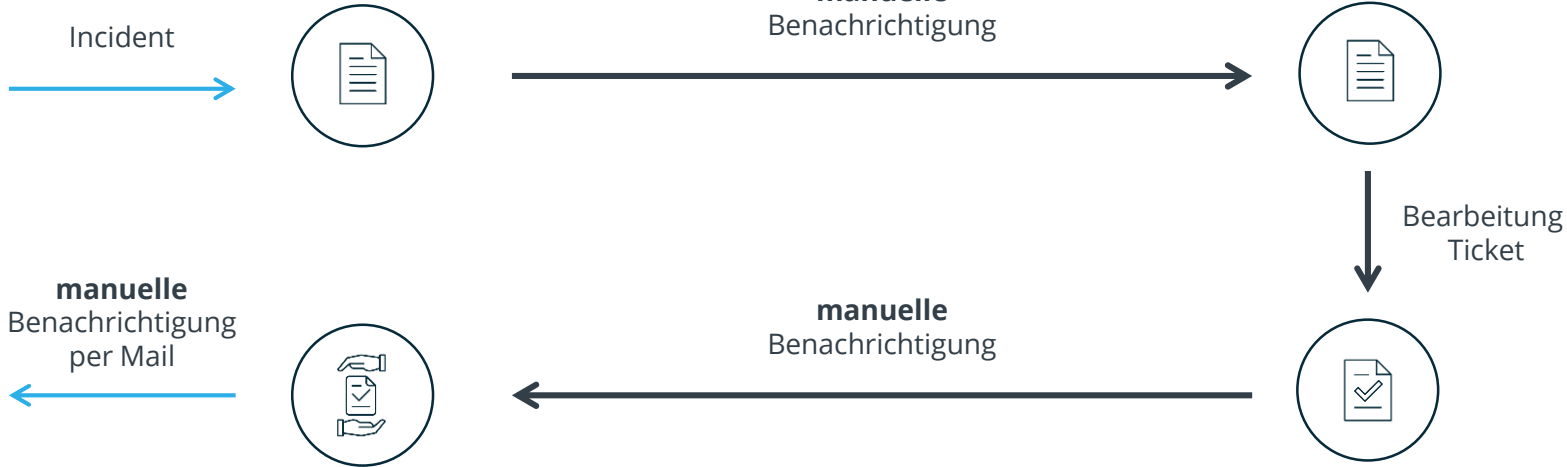 Incident
Benachrichtigung
Bearbeitung
Ticket
manuelle
Benachrichtigung
per Mail
manuelle
Benachrichtigung